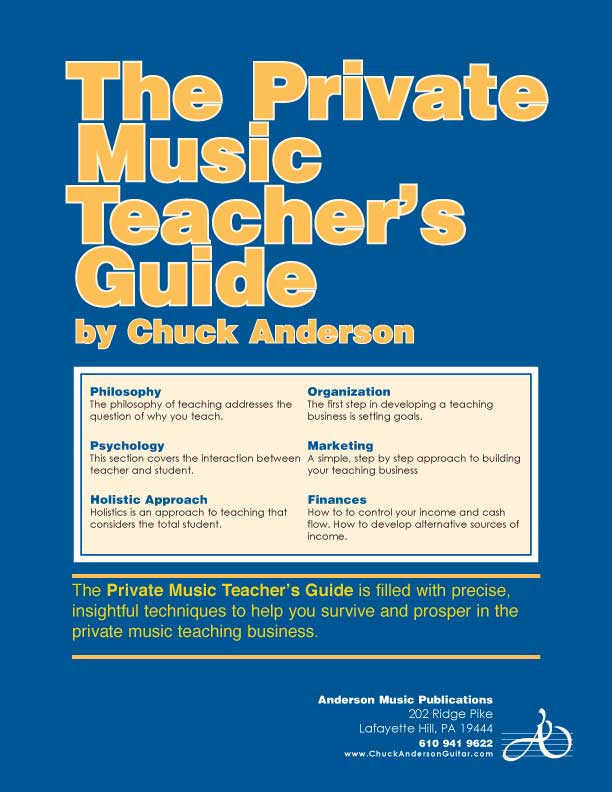 The Private
Music
Teacher's
Guide
by Chuck Anderson
Philosophy
The philosophy of teaching addresses the
question of why you teach.
Psychology
This section covers the interaction between
teacher and student.
Holistic Approach
Holistics is an approach to teaching that
considers the total student.
Organization
The first step in developing a teaching
business is setting goals.
Marketing
A simple, step by step approach to building
your teaching business
Finances
How to to control your income and cash
flow. How to develop alternative sources of
income.
The Private Music Teacher's Guide is filled with precise,
insightful techniques to help you survive and prosper in the
private music teaching business.
Anderson Music Publications
202 Ridge Pike
Lafayette Hill, PA 19444
610 941 9622
www.ChuckAndersonGuitar.com